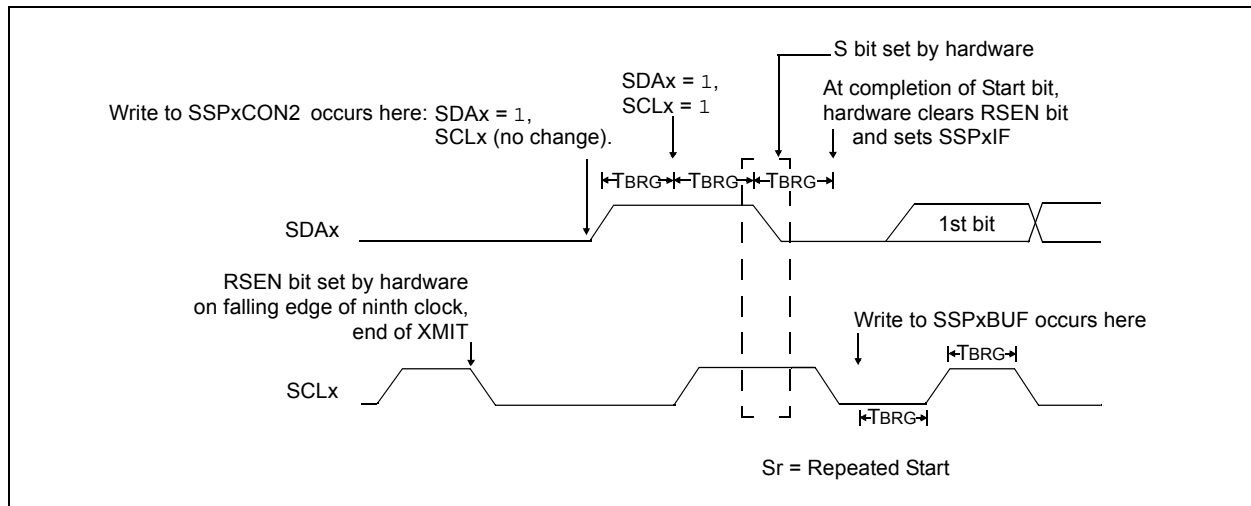 S bit set by hardware
SDAx = 1,
SCLx = 1
At completion of Start bit,
hardware clears RSEN bit
and sets SSPxIF
Write to SSPxCON2 occurs here: SDAx = 1,
SCLx (no change).
TBRG
TBRG
TBRG
SDAx
1st bit
RSEN bit set by hardware
on falling edge of ninth clock,
end of XMIT
Write to SSPxBUF occurs here
TBRG
SCLx
TBRG
Sr = Repeated Start